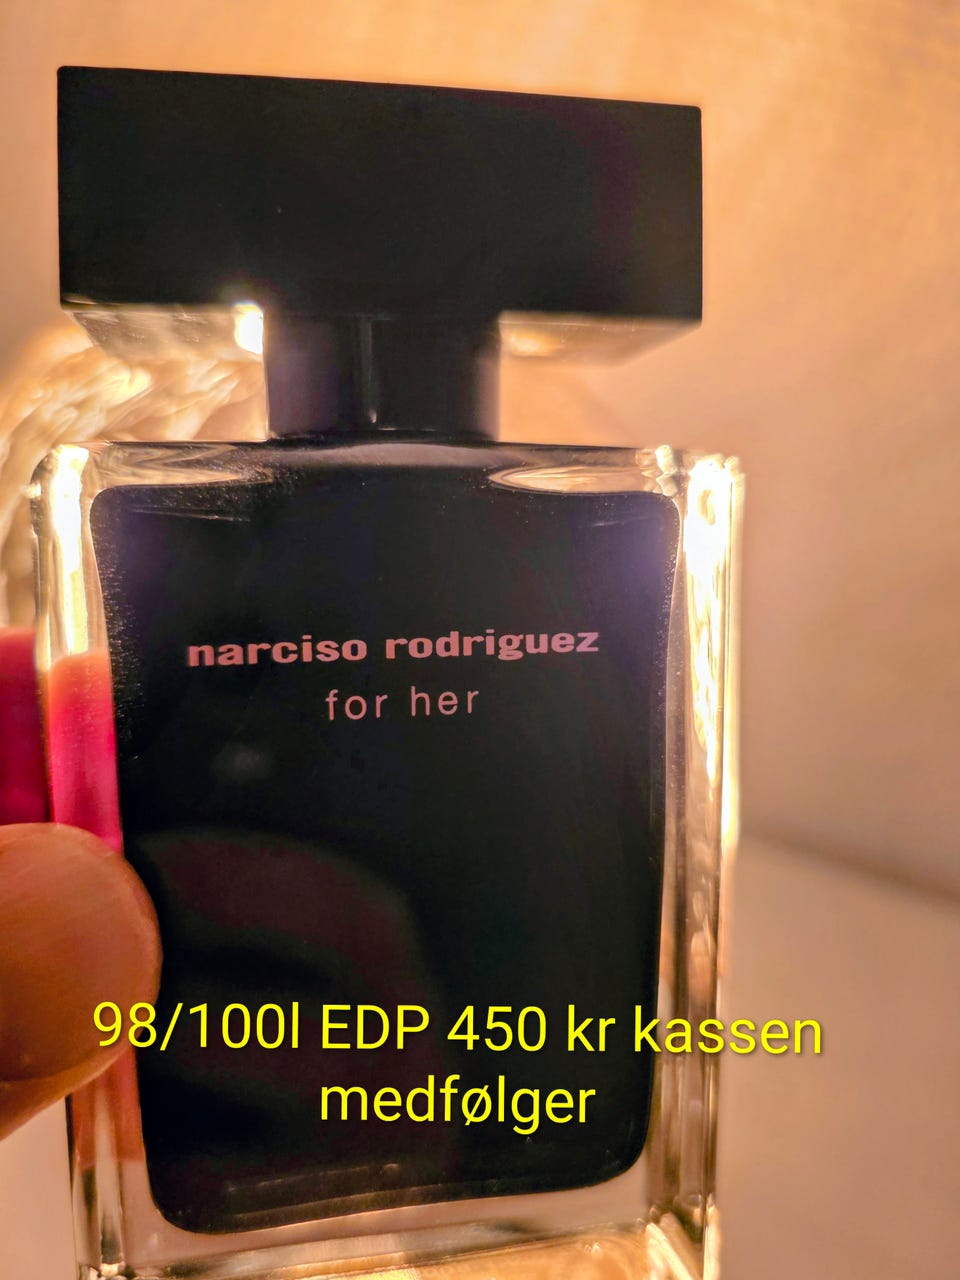 narciso rodriguez
for her
98/100l EDP 450 kr kassen
medfølger